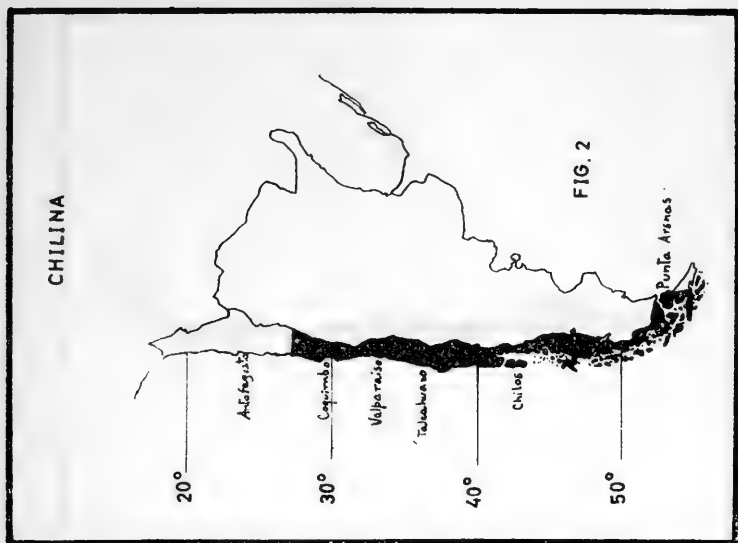 CHILINA
20°
Antofagasta
30°
Coquimbo
Valparaiso
Talcahuano
40°
Chiloe
50°
Punta Arenas
FIG. 2